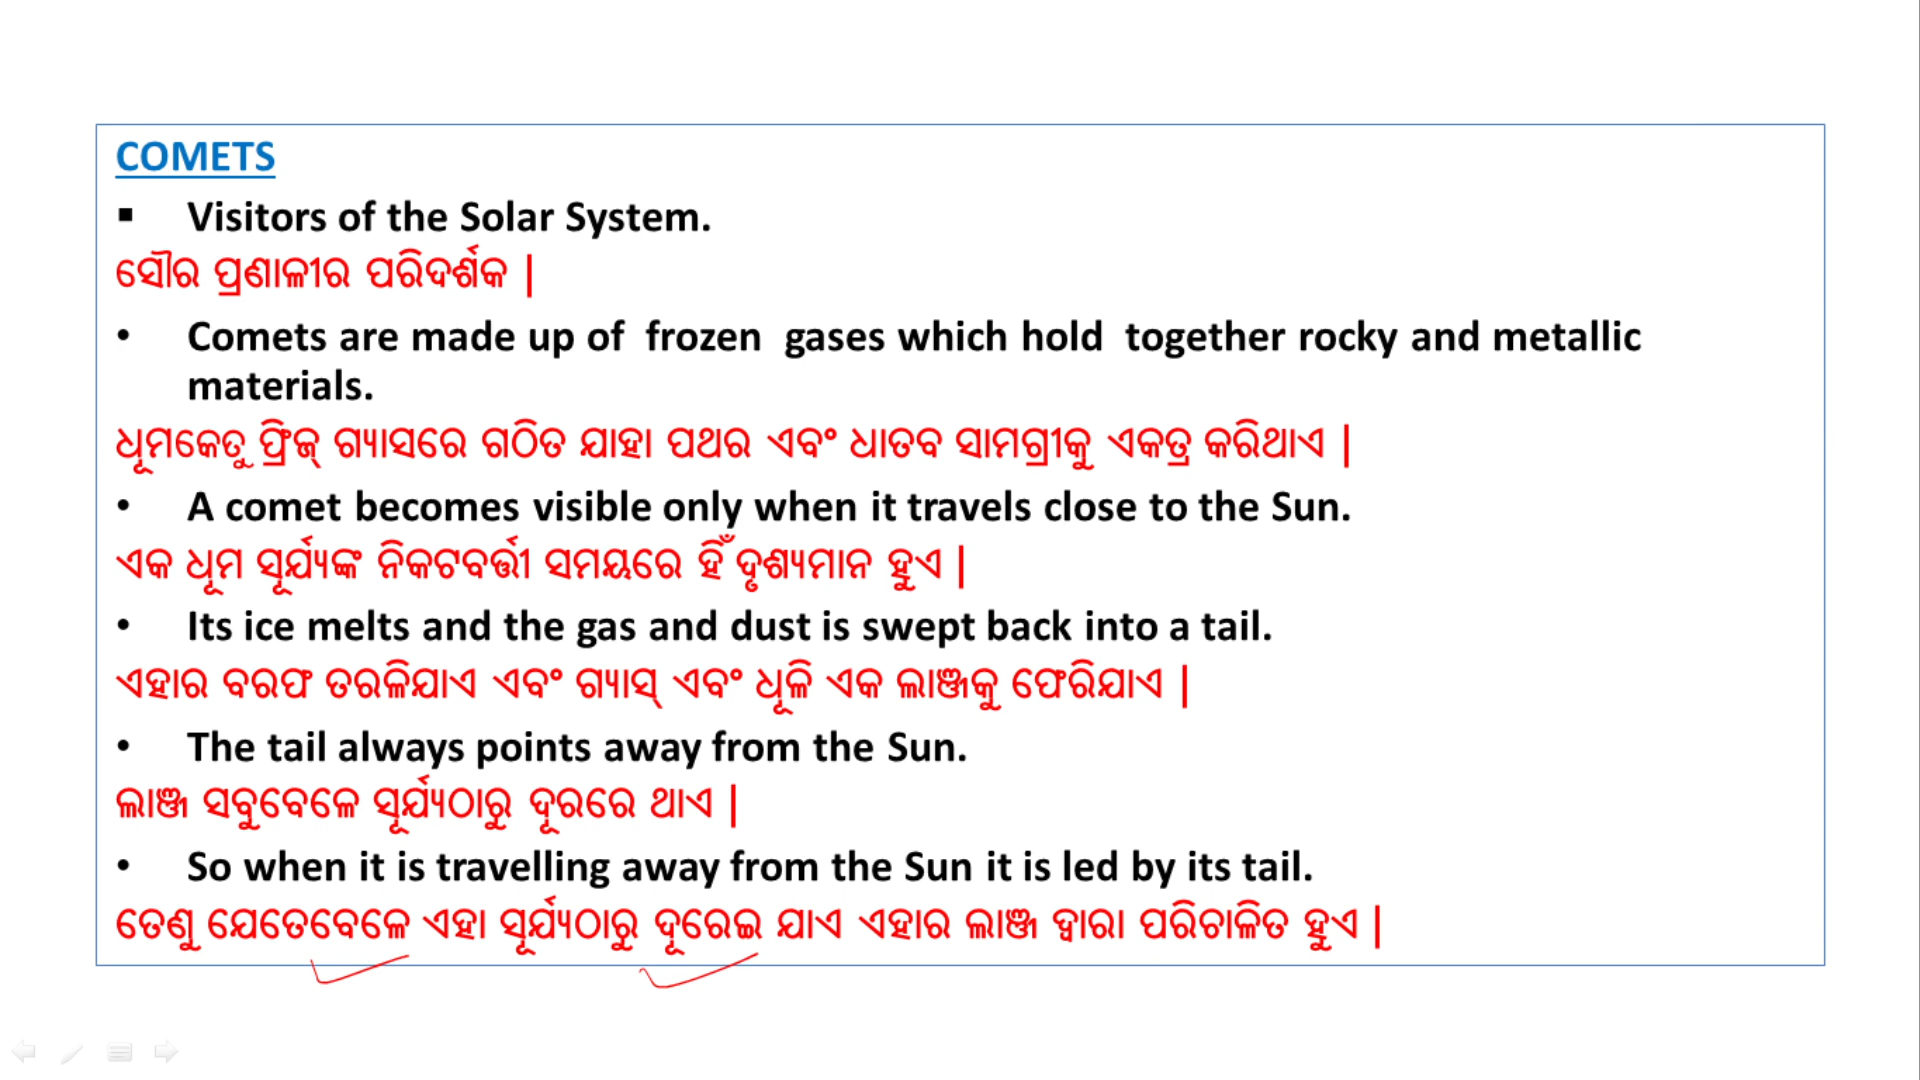 COMETS
▪ Visitors of the Solar System.
ସୌର ପ୍ରଣାଳୀର ପରିଦର୍ଶକ |
• Comets are made up of frozen gases which hold together rocky and metallic
materials.
ଧୂମକେତୁ ଫ୍ରିଜ୍ ଗ୍ୟାସରେ ଗଠିତ ଯାହା ପଥର ଏବଂ ଧାତବ ସାମଗ୍ରୀକୁ ଏକତ୍ର କରିଥାଏ |
• A comet becomes visible only when it travels close to the Sun.
ଏକ ଧୂମ ସୂର୍ଯ୍ୟଙ୍କ ନିକଟବର୍ତ୍ତୀ ସମୟରେ ହିଁ ଦୃଶ୍ୟମାନ ହୁଏ |
• Its ice melts and the gas and dust is swept back into a tail.
ଏହାର ବରଫ ତରଳିଯାଏ ଏବଂ ଗ୍ୟାସ୍ ଏବଂ ଧୂଳି ଏକ ଲାଞ୍ଜକୁ ଫେରିଯାଏ |
• The tail always points away from the Sun.
ଲାଞ୍ଜ ସବୁବେଳେ ସୂର୍ଯ୍ୟଠାରୁ ଦୂରରେ ଥାଏ |
• So when it is travelling away from the Sun it is led by its tail.
ତେଣୁ ଯେତେବେଳେ ଏହା ସୂର୍ଯ୍ୟଠାରୁ ଦୂରେଇ ଯାଏ ଏହାର ଲାଞ୍ଜ ଦ୍ୱାରା ପରିଚାଳିତ ହୁଏ |